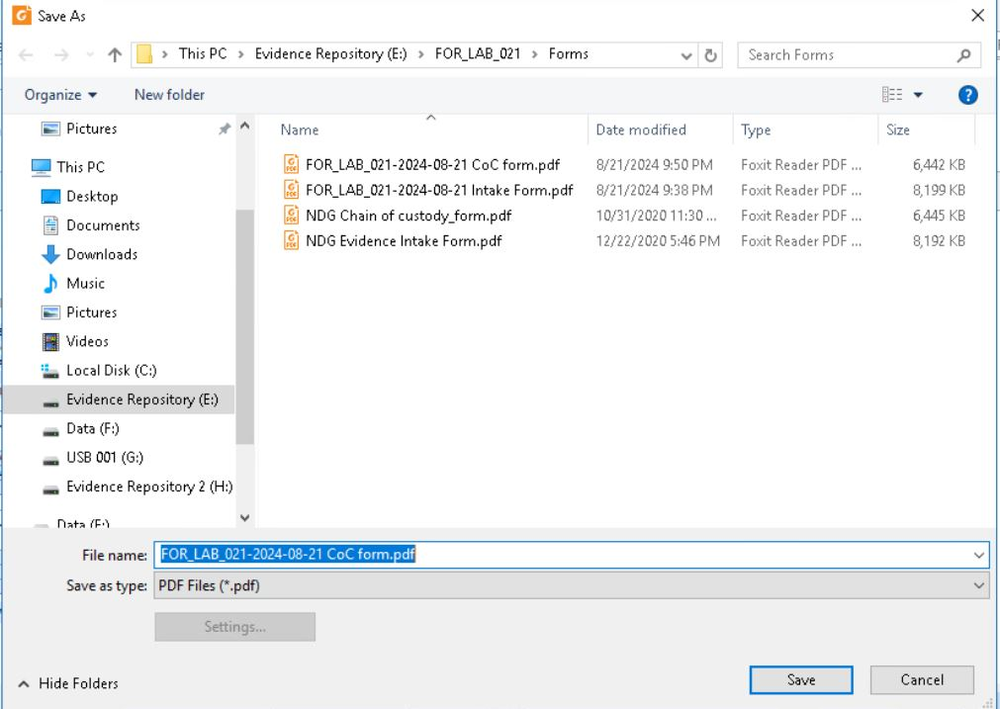 Save As
This PC > Evidence Repository (E:) > FOR_LAB_021 > Forms
Search Forms
Organize
New folder
Pictures
This PC
Desktop
Documents
Downloads
Music
Pictures
Videos
Local Disk (C:)
Evidence Repository (E:)
Data (F:)
USB 001 (G:)
Evidence Repository 2 (H:)
Name Date modified Type Size
FOR_LAB_021-2024-08-21 CoC form.pdf 8/21/2024 9:50 PM Foxit Reader PDF ... 6,442 KB
FOR_LAB_021-2024-08-21 Intake Form.pdf 8/21/2024 9:38 PM Foxit Reader PDF ... 8,199 KB
NDG Chain of custody_form.pdf 10/31/2020 11:30 ... Foxit Reader PDF ... 6,445 KB
NDG Evidence Intake Form.pdf 12/22/2020 5:46 PM Foxit Reader PDF ... 8,192 KB
File name: FOR_LAB_021-2024-08-21 CoC form.pdf
Save as type: PDF Files (*.pdf)
Settings...
Hide Folders
Save
Cancel